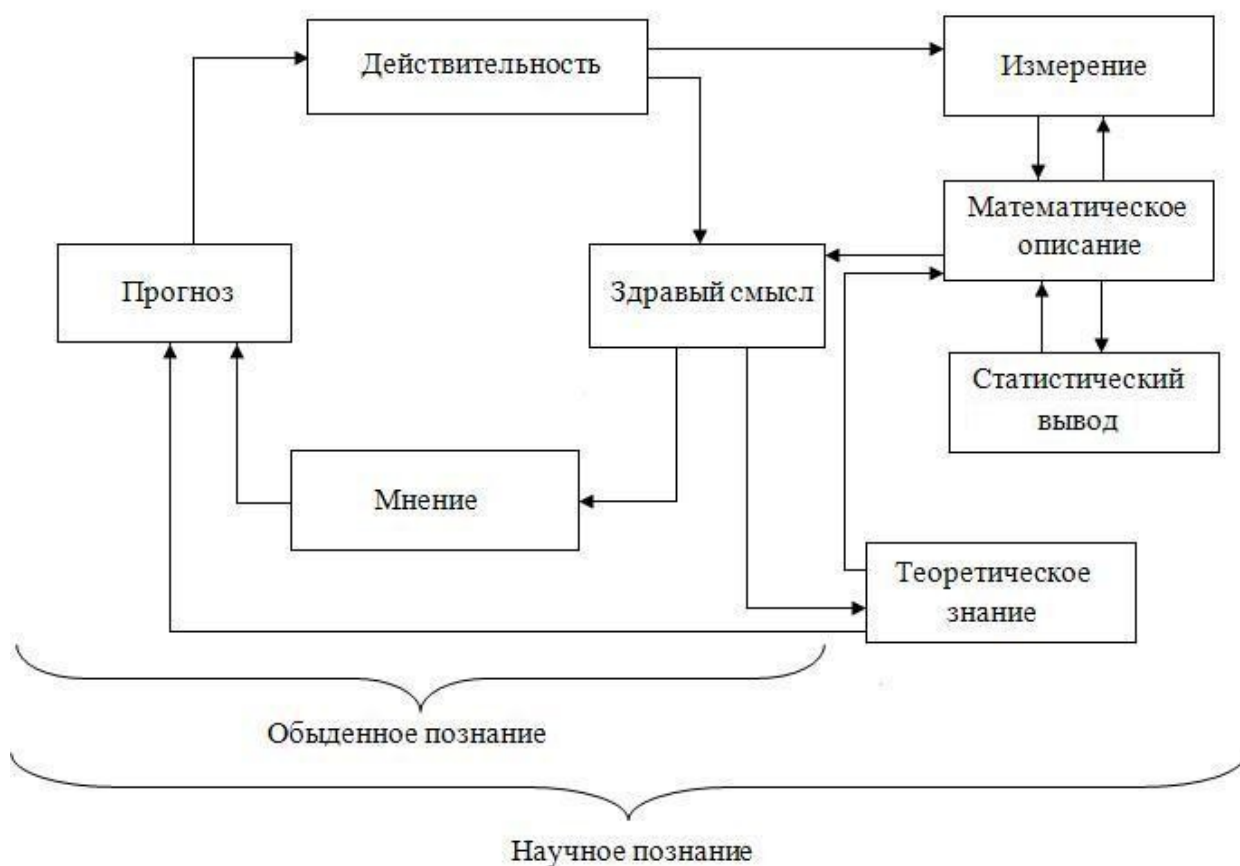 Действительность
Измерение
Математическое
описание
Прогноз
Здравый смысл
Статистический
вывод
Мнение
Теоретическое
знание
Обыденное познание
Научное познание